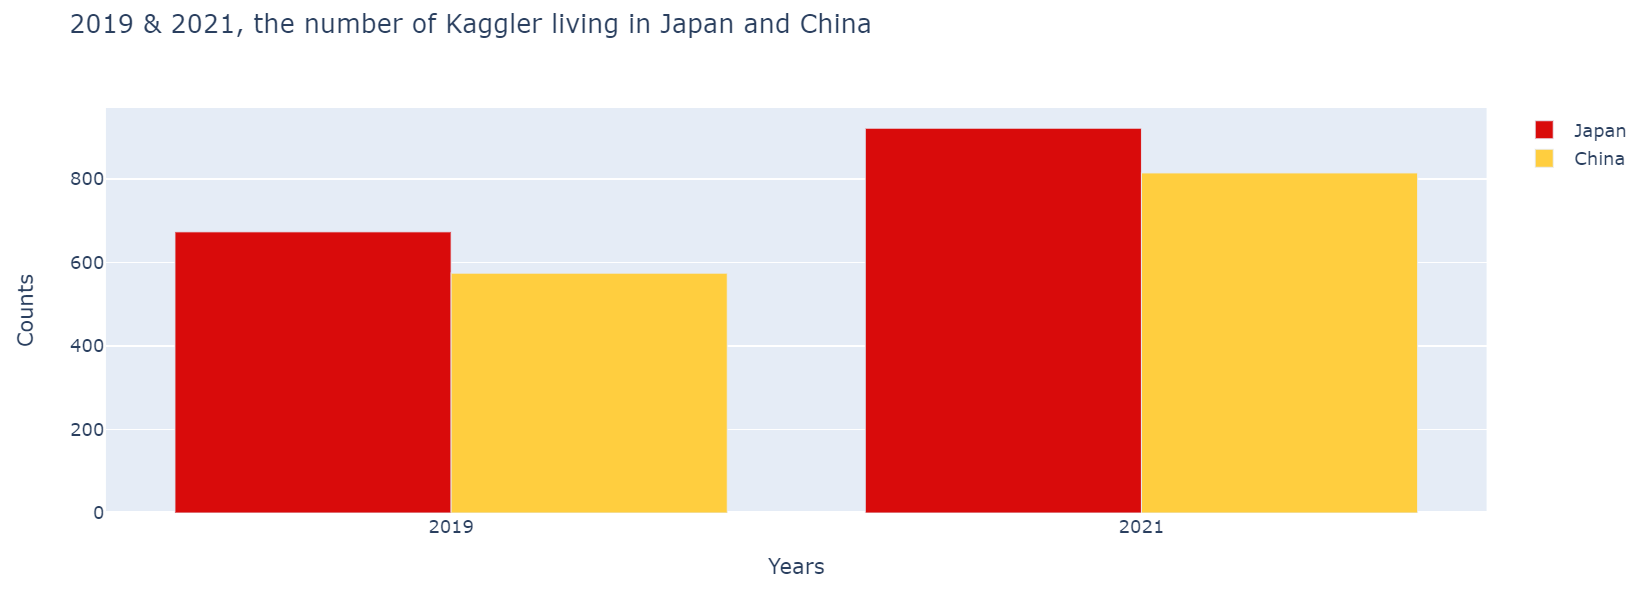 2019 & 2021, the number of Kaggler living in Japan and China
Japan
China
800
600
400
200
0
Counts
2019
2021
Years